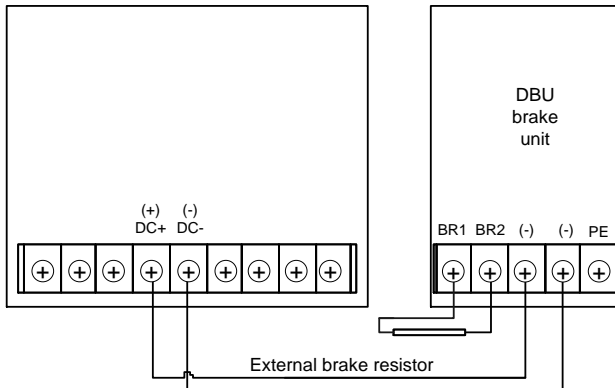 DBU
brake
unit
(+) (-)
DC+ DC-
BR1 BR2 (-) (-) PE
External brake resistor